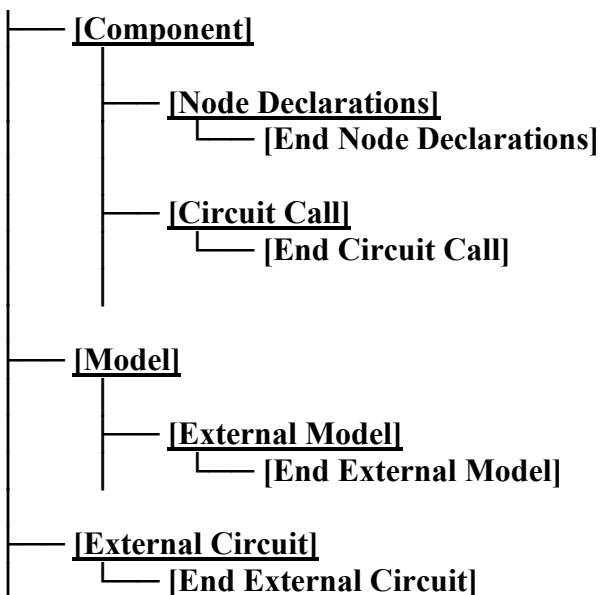 [Component]
[Node Declarations]
[End Node Declarations]
[Circuit Call]
[End Circuit Call]
[Model]
[External Model]
[End External Model]
[External Circuit]
[End External Circuit]